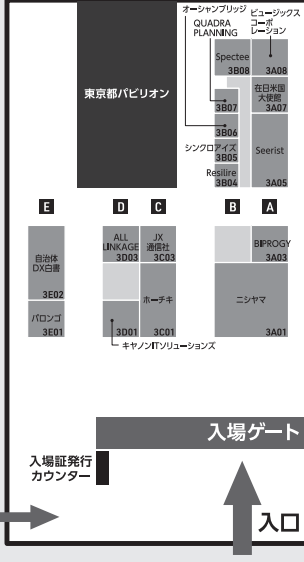 オーシャンブリッジ
ビュージックス
コーポ
レーション
QUADRA
PLANNING
Spectee
3B08
3A08
東京都パビリオン
在日米国
大使館
3A07
3B07
3B06
シンクロアイズ
3B05
Seerist
Resilire
3B04
3A05
E
D
C
B
A
自治体
DX白書
3E02
ALL
LINKAGE
3D03
JX
通信社
3C03
BIPROGY
3A03
ホーチキ
ニシヤマ
バロンゴ
3E01
3D01
3C01
3A01
キヤノンITソリューションズ
入場ゲート
入場証発行
カウンター
入口